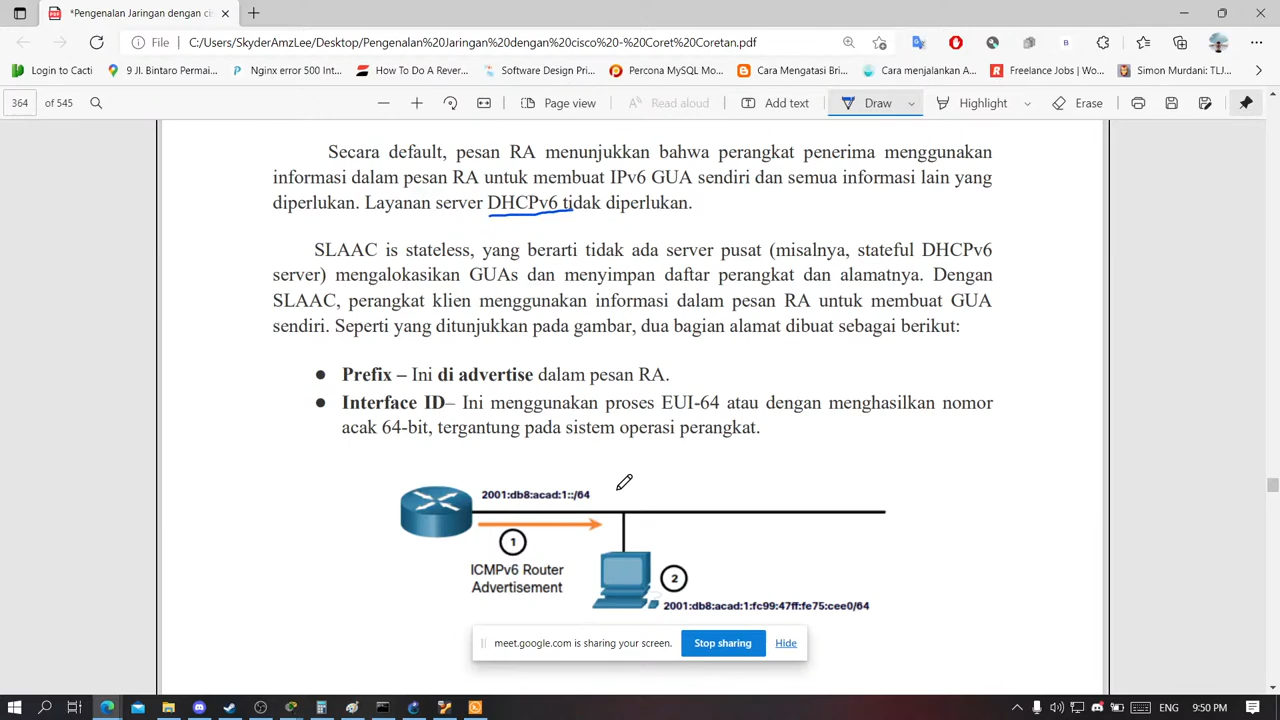 *Pengenalan Jaringan dengan cis
File
C:/Users/SkyderAmzLee/Desktop/Pengenalan%20Jaringan%20dengan%20cisco%20-%20Coret%20Coretan.pdf
Login to Cacti
9 Jl. Bintaro Permai...
Nginx error 500 Int...
How To Do A Rever...
Software Design Pri...
Percona MySQL Mo...
Cara Mengatasi Bri...
Cara menjalankan A...
Freelance Jobs | Wo...
Simon Murdani: TLJ...
364 of 545
Page view
Read aloud
Add text
Draw
Highlight
Erase
Secara default, pesan RA menunjukkan bahwa perangkat penerima menggunakan
informasi dalam pesan RA untuk membuat IPv6 GUA sendiri dan semua informasi lain yang
diperlukan. Layanan server DHCPv6 tidak diperlukan.
SLAAC is stateless, yang berarti tidak ada server pusat (misalnya, stateful DHCPv6
server) mengalokasikan GUAs dan menyimpan daftar perangkat dan alamatnya. Dengan
SLAAC, perangkat klien menggunakan informasi dalam pesan RA untuk membuat GUA
sendiri. Seperti yang ditunjukkan pada gambar, dua bagian alamat dibuat sebagai berikut:
● Prefix – Ini di advertise dalam pesan RA.
● Interface ID– Ini menggunakan proses EUI-64 atau dengan menghasilkan nomor
acak 64-bit, tergantung pada sistem operasi perangkat.
2001:db8:acad:1::/64
1
ICMPv6 Router
Advertisement
2
2001:db8:acad:1:fc99:47ff:fe75:cee0/64
meet.google.com is sharing your screen.
Stop sharing
Hide
ENG
9:50 PM